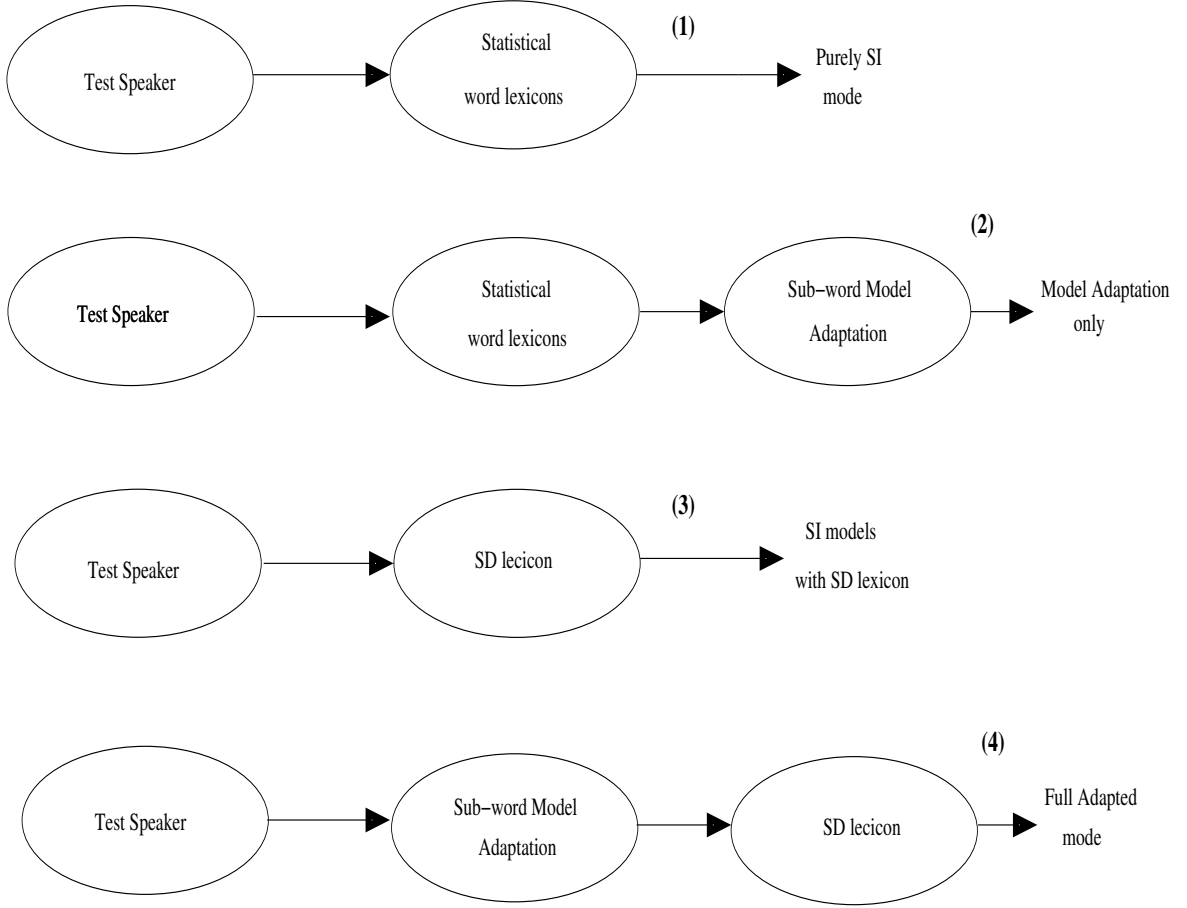 (1)
Test Speaker
Statistical
word lexicons
Purely SI
mode
(2)
Test Speaker
Statistical
word lexicons
Sub−word Model
Adaptation
Model Adaptation
only
(3)
Test Speaker
SD lecicon
SI models
with SD lexicon
(4)
Test Speaker
Sub−word Model
Adaptation
SD lecicon
Full Adapted
mode